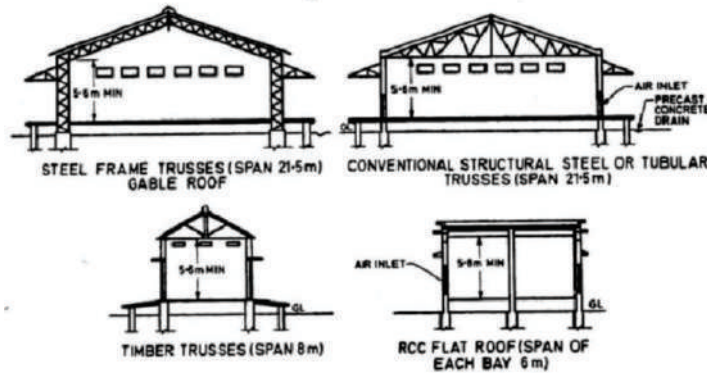 5·6m MIN
STEEL FRAME TRUSSES (SPAN 21·5m)
GABLE ROOF
5·6m MIN
AIR INLET
PRECAST
CONCRETE
DRAIN
GL
CONVENTIONAL STRUCTURAL STEEL OR TUBULAR
TRUSSES (SPAN 21·5m)
5·6m MIN
GL
TIMBER TRUSSES (SPAN 8m)
AIR INLET
5·6m MIN
GL
RCC FLAT ROOF (SPAN OF
EACH BAY 6m)